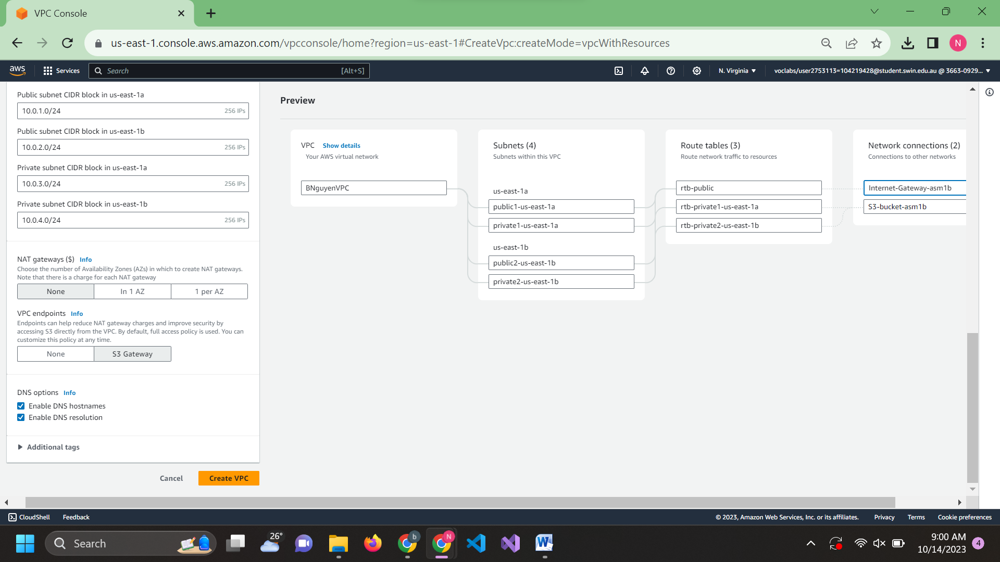 VPC Console
us-east-1.console.aws.amazon.com/vpcconsole/home?region=us-east-1#CreateVpc:createMode=vpcWithResources
N
aws
Services
Search
[Alt+S]
N. Virginia
voclabs/user2753113=104219428@student.swin.edu.au @ 3663-0929...
Public subnet CIDR block in us-east-1a
10.0.1.0/24
256 IPs
Public subnet CIDR block in us-east-1b
10.0.2.0/24
256 IPs
Private subnet CIDR block in us-east-1a
10.0.3.0/24
256 IPs
Private subnet CIDR block in us-east-1b
10.0.4.0/24
256 IPs
NAT gateways ($) Info
Choose the number of Availability Zones (AZs) in which to create NAT gateways.
Note that there is a charge for each NAT gateway
None
In 1 AZ
1 per AZ
VPC endpoints Info
Endpoints can help reduce NAT gateway charges and improve security by
accessing S3 directly from the VPC. By default, full access policy is used. You can
customize this policy at any time.
None
S3 Gateway
DNS options Info
Enable DNS hostnames
Enable DNS resolution
Additional tags
Cancel
Create VPC
Preview
VPC Show details
Your AWS virtual network
BNguyenVPC
Subnets (4)
Subnets within this VPC
us-east-1a
public1-us-east-1a
private1-us-east-1a
us-east-1b
public2-us-east-1b
private2-us-east-1b
Route tables (3)
Route network traffic to resources
rtb-public
rtb-private1-us-east-1a
rtb-private2-us-east-1b
Network connections (2)
Connections to other networks
Internet-Gateway-asm1b
S3-bucket-asm1b
CloudShell
Feedback
© 2023, Amazon Web Services, Inc. or its affiliates.
Privacy
Terms
Cookie preferences
Search
26°
b
N
W
9:00 AM
10/14/2023
4